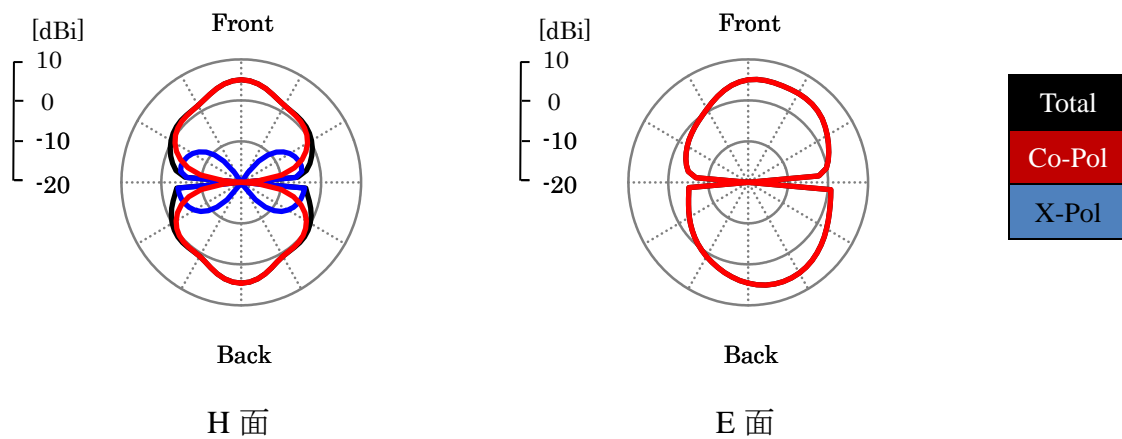 [dBi]
10
0
-10
-20
Front
Back
H 面
[dBi]
10
0
-10
-20
Front
Back
E 面
Total
Co-Pol
X-Pol